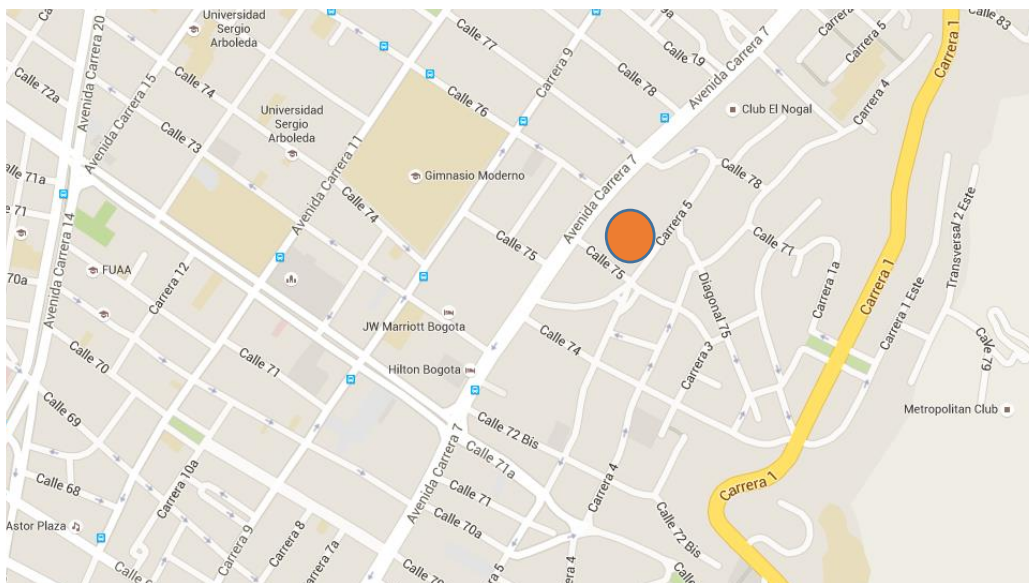 Universidad
Sergio
Arboleda
Calle 77
Carrera 9
Calle 79
Avenida Carrera 7
Carrera 5
Carrera 1
Calle 83
Avenida Carrera 20
Avenida Carrera 15
Calle 74
Calle 72a
Calle 76
Calle 78
Club El Nogal
Carrera 4
Universidad
Sergio
Arboleda
Calle 73
Avenida Carrera 11
Gimnasio Moderno
Avenida Carrera 7
Calle 78
Calle 71
Calle 74
Calle 75
Calle 75
Carrera 5
Calle 77
Transversal 2 Este
FUAA
Carrera 12
Avenida Carrera 14
Diagonal 75
Carrera 1a
Carrera 1
Carrera 1 Este
JW Marriott Bogota
Calle 74
Calle 79
Calle 70
Calle 71
Hilton Bogota
Carrera 3
Metropolitan Club
Calle 69
Calle 72 Bis
Calle 71a
Calle 68
Carrera 10a
Avenida Carrera 7
Calle 71
Carrera 4
Carrera 1
Astor Plaza
Carrera 9
Carrera 8
Carrera 7a
Calle 70a
Calle 72 Bis